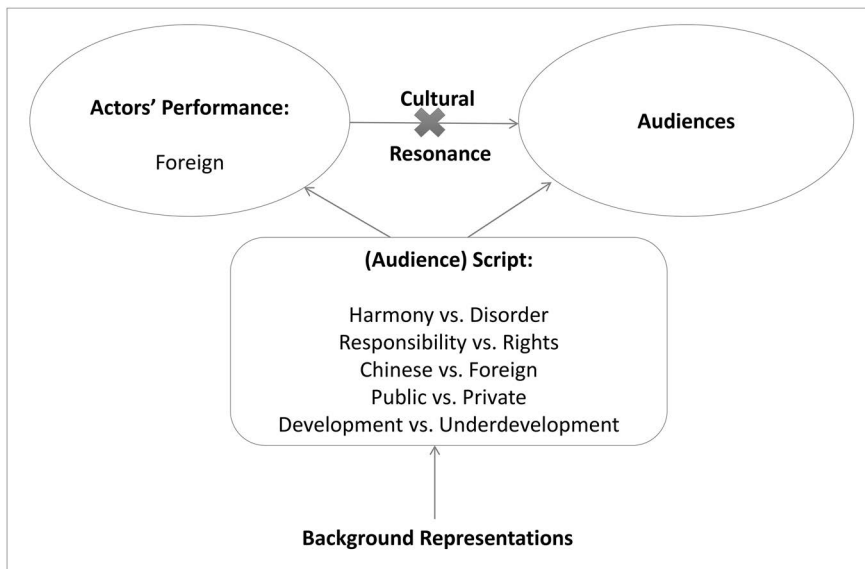 Actors' Performance:
Foreign
Cultural
Resonance
Audiences
(Audience) Script:
Harmony vs. Disorder
Responsibility vs. Rights
Chinese vs. Foreign
Public vs. Private
Development vs. Underdevelopment
Background Representations